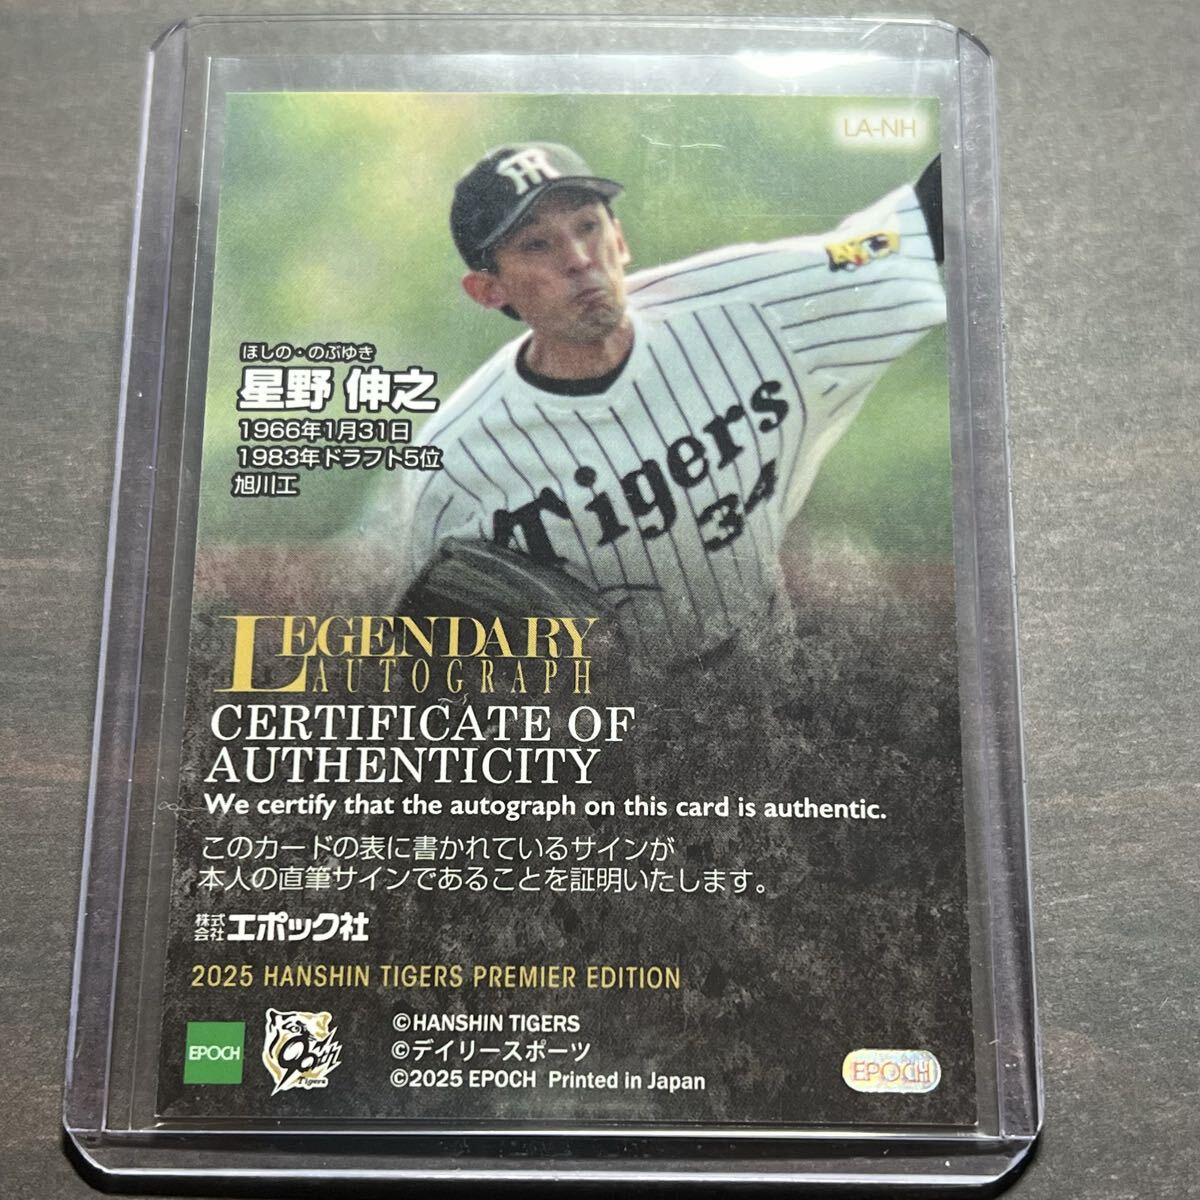 LA-NH
ほしの・のぶゆき
星野 伸之
1966年1月31日
1983年ドラフト5位
旭川工
Tigers
34
LEGENDARY
AUTOGRAPH
CERTIFICATE OF
AUTHENTICITY
We certify that the autograph on this card is authentic.
このカードの表に書かれているサインが
本人の直筆サインであることを証明いたします。
株式会社 エポック社
2025 HANSHIN TIGERS PREMIER EDITION
EPOCH
90th
Tigers
©HANSHIN TIGERS
©デイリースポーツ
©2025 EPOCH Printed in Japan
EPOCH